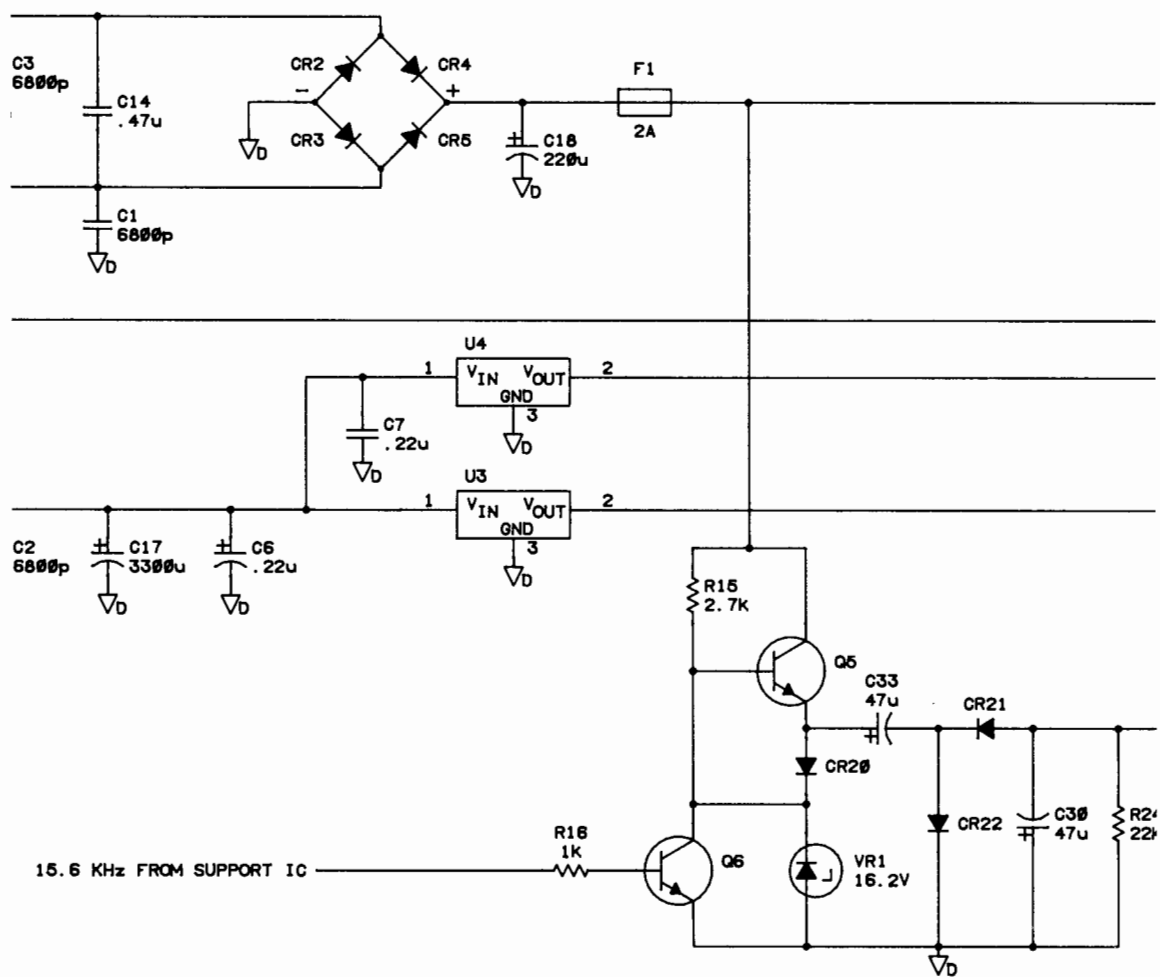 C3
6800p
C14
.47u
C1
6800p
D
CR2
CR4
CR3
CR5
-
+
D
+
C18
220u
D
F1
2A
U4
1
VIN VOUT
GND
2
3
D
C7
.22u
D
U3
1
VIN VOUT
GND
2
3
D
C2
6800p
+
C17
3300u
D
+
C6
.22u
D
R15
2.7K
Q5
C33
47u
+
CR21
CR20
CR22
C30
47u
+
R24
22k
15.6 KHz FROM SUPPORT IC
R16
1K
Q6
VR1
16.2V
D